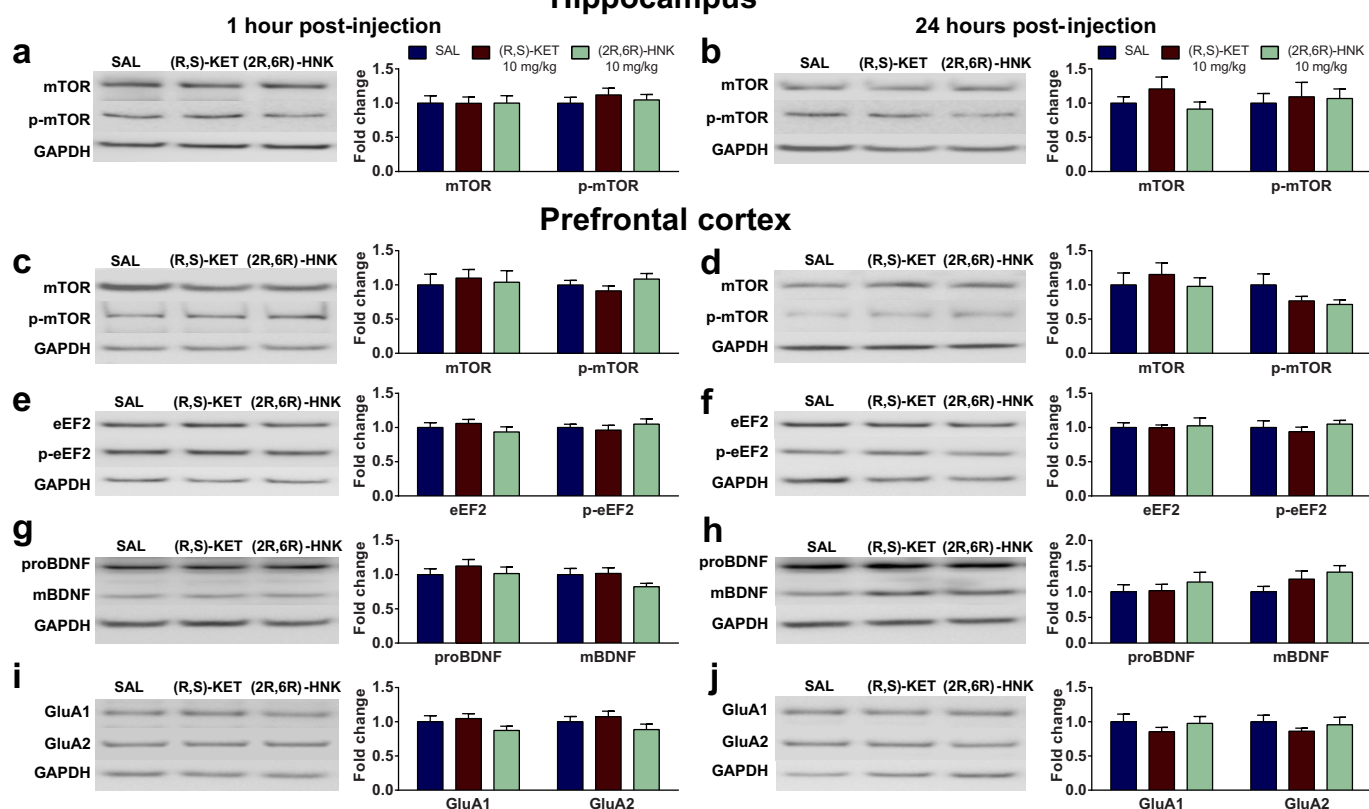 Hippocampus
1 hour post-injection
24 hours post-injection
a
SAL (R,S)-KET (2R,6R)-HNK
mTOR
p-mTOR
GAPDH
SAL (R,S)-KET 10 mg/kg (2R,6R)-HNK 10 mg/kg
Fold change
1.5
1.0
0.5
0.0
mTOR p-mTOR
b
SAL (R,S)-KET (2R,6R)-HNK
mTOR
p-mTOR
GAPDH
SAL (R,S)-KET 10 mg/kg (2R,6R)-HNK 10 mg/kg
Fold change
1.5
1.0
0.5
0.0
mTOR p-mTOR
Prefrontal cortex
c
SAL (R,S)-KET (2R,6R)-HNK
mTOR
p-mTOR
GAPDH
Fold change
1.5
1.0
0.5
0.0
mTOR p-mTOR
d
SAL (R,S)-KET (2R,6R)-HNK
mTOR
p-mTOR
GAPDH
Fold change
1.5
1.0
0.5
0.0
mTOR p-mTOR
e
SAL (R,S)-KET (2R,6R)-HNK
eEF2
p-eEF2
GAPDH
Fold change
1.5
1.0
0.5
0.0
eEF2 p-eEF2
f
SAL (R,S)-KET (2R,6R)-HNK
eEF2
p-eEF2
GAPDH
Fold change
1.5
1.0
0.5
0.0
eEF2 p-eEF2
g
SAL (R,S)-KET (2R,6R)-HNK
proBDNF
mBDNF
GAPDH
Fold change
1.5
1.0
0.5
0.0
proBDNF mBDNF
h
SAL (R,S)-KET (2R,6R)-HNK
proBDNF
mBDNF
GAPDH
Fold change
2.0
1.5
1.0
0.5
0.0
proBDNF mBDNF
i
SAL (R,S)-KET (2R,6R)-HNK
GluA1
GluA2
GAPDH
Fold change
1.5
1.0
0.5
0.0
GluA1 GluA2
j
SAL (R,S)-KET (2R,6R)-HNK
GluA1
GluA2
GAPDH
Fold change
1.5
1.0
0.5
0.0
GluA1 GluA2